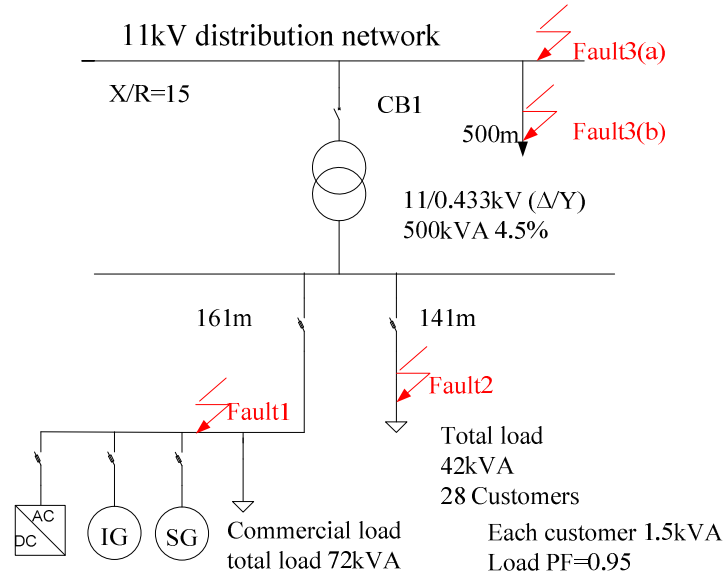 11kV distribution network
Fault3(a)
X/R=15
CB1
Fault3(b)
500m
11/0.433kV (Δ/Y)
500kVA 4.5%
161m
141m
Fault1
Fault2
Total load
42kVA
28 Customers
Each customer 1.5kVA
Load PF=0.95
AC
DC
IG
SG
Commercial load
total load 72kVA